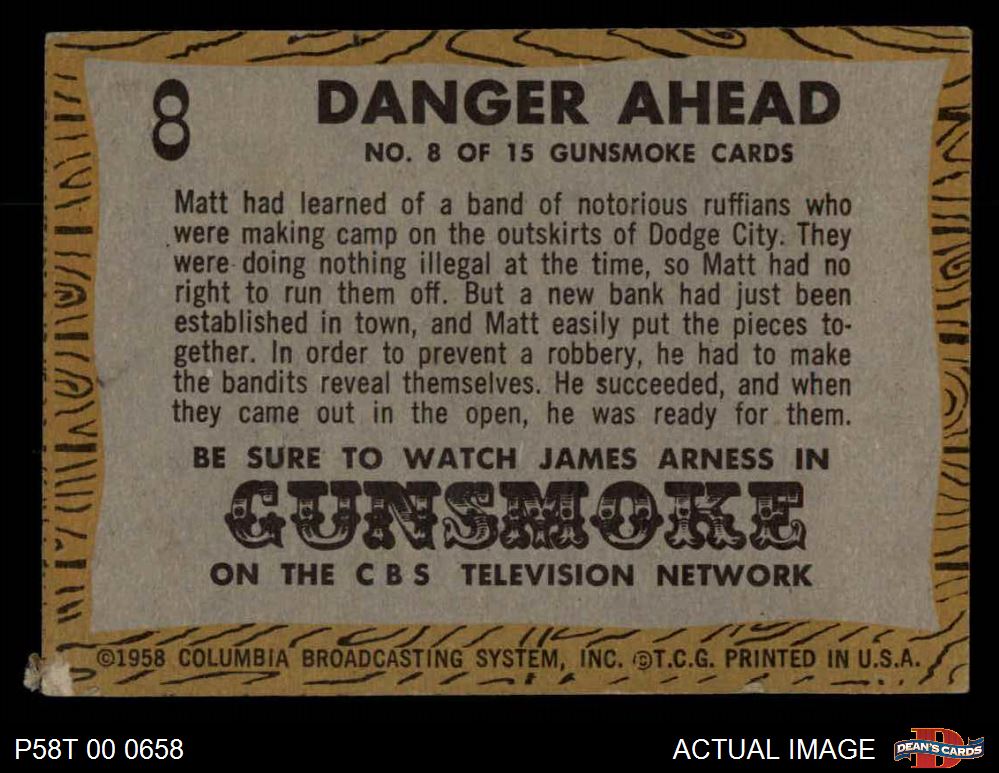 8
DANGER AHEAD
NO. 8 OF 15 GUNSMOKE CARDS
Matt had learned of a band of notorious ruffians who
were making camp on the outskirts of Dodge City. They
were doing nothing illegal at the time, so Matt had no
right to run them off. But a new bank had just been
established in town, and Matt easily put the pieces to-
gether. In order to prevent a robbery, he had to make
the bandits reveal themselves. He succeeded, and when
they came out in the open, he was ready for them.
BE SURE TO WATCH JAMES ARNESS IN
GUNSMOKE
ON THE CBS TELEVISION NETWORK
©1958 COLUMBIA BROADCASTING SYSTEM, INC. ©T.C.G. PRINTED IN U.S.A.
P58T 00 0658
ACTUAL IMAGE
D
DEAN'S CARDS